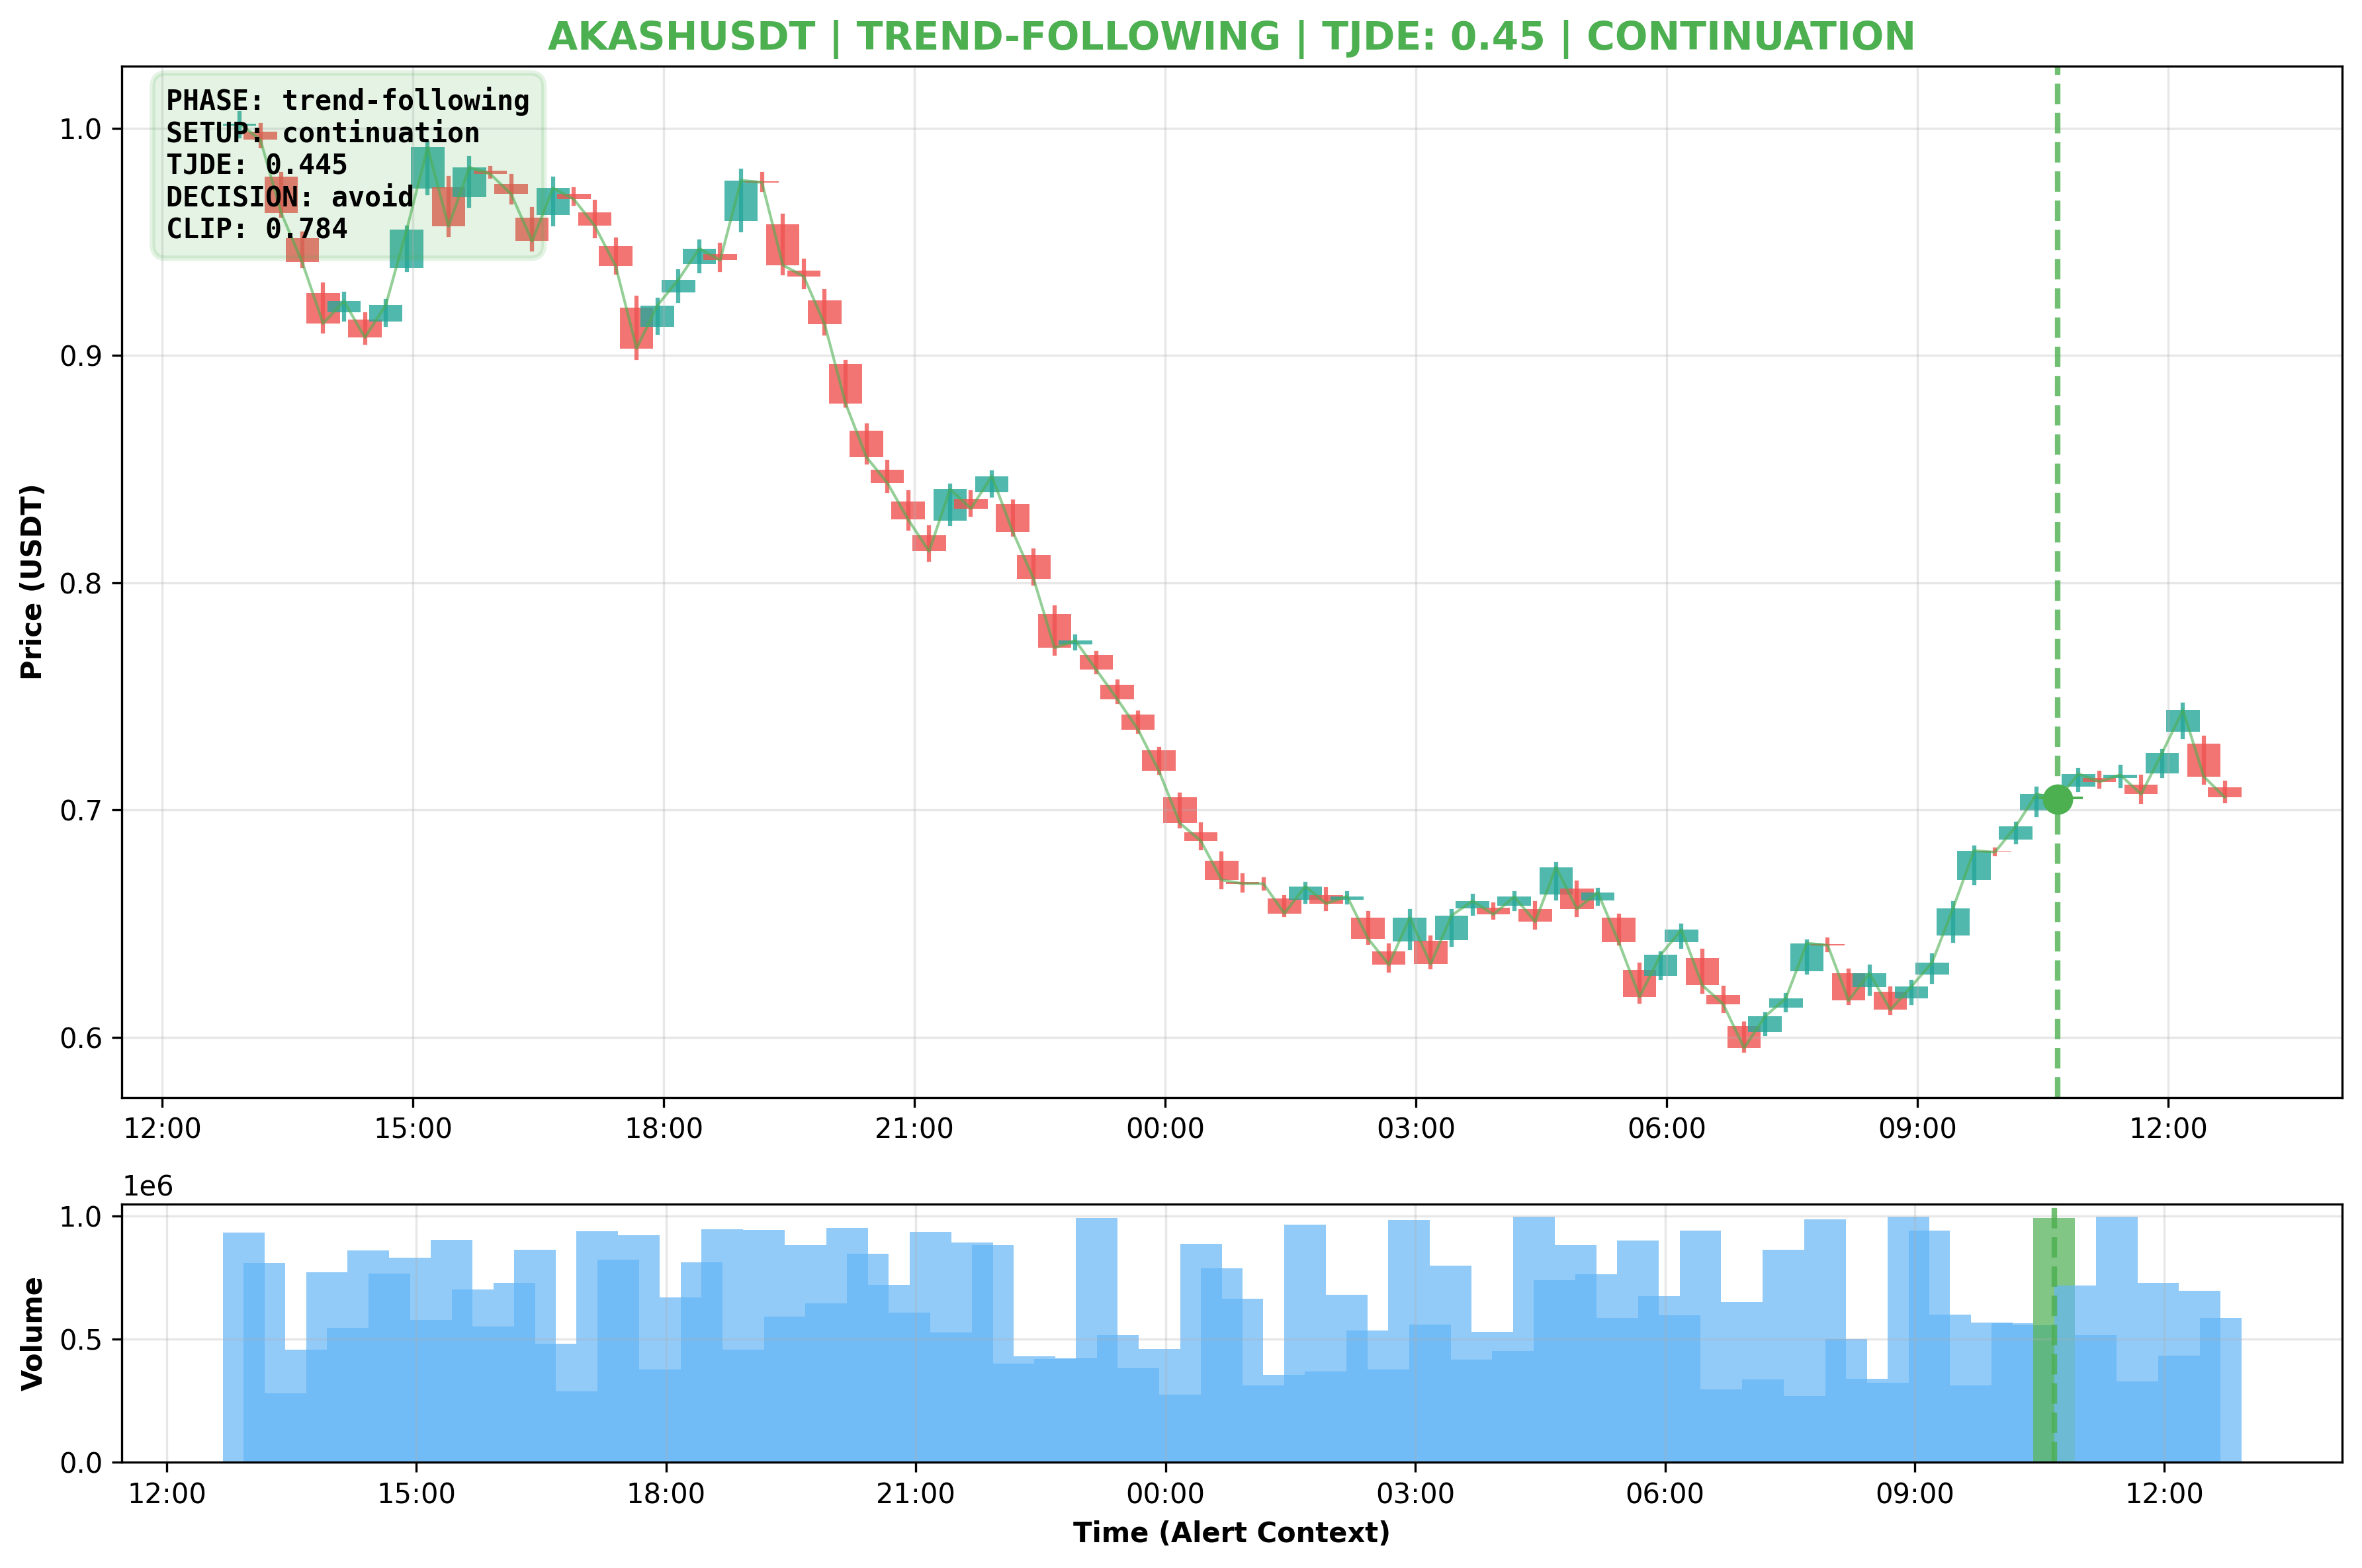 AKASHUSDT | TREND-FOLLOWING | TJDE: 0.45 | CONTINUATION
PHASE: trend-following
SETUP: continuation
TJDE: 0.445
DECISION: avoid
CLIP: 0.784
Price (USDT)
1.0
0.9
0.8
0.7
0.6
12:00 15:00 18:00 21:00 00:00 03:00 06:00 09:00 12:00
1e6
Volume
1.0
0.5
0.0
12:00 15:00 18:00 21:00 00:00 03:00 06:00 09:00 12:00
Time (Alert Context)